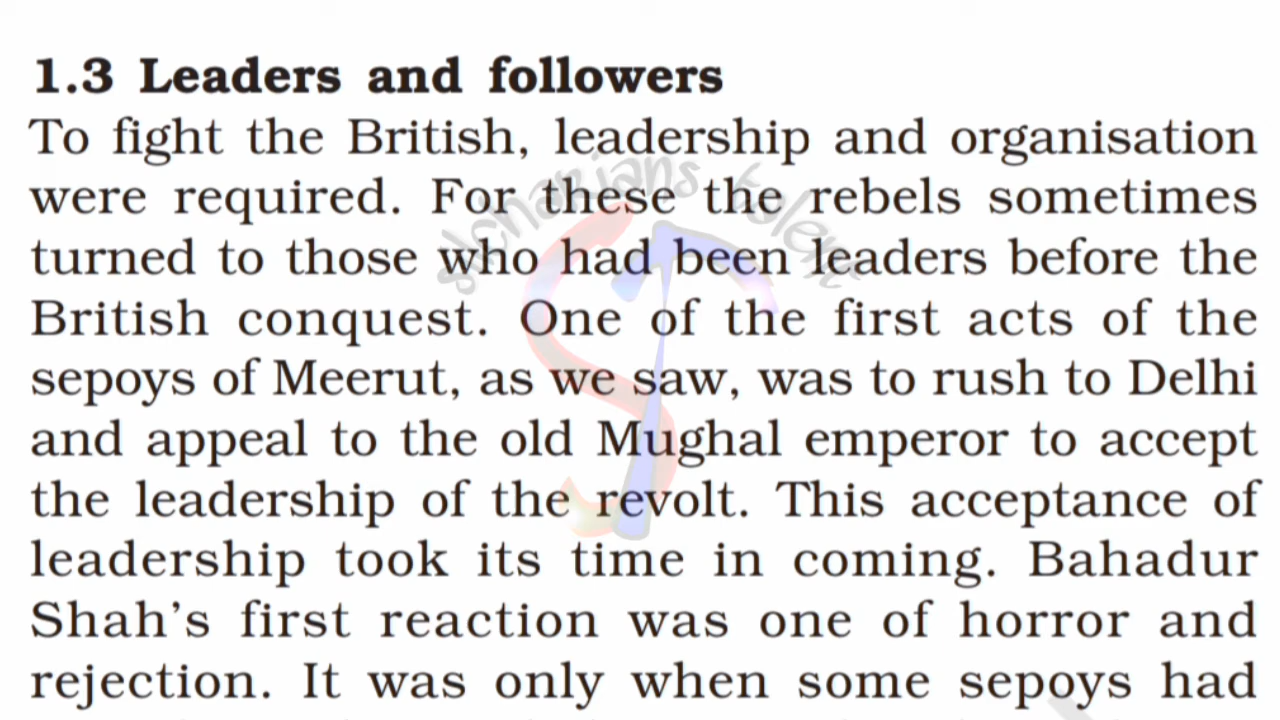 1.3 Leaders and followers
To fight the British, leadership and organisation
were required. For these the rebels sometimes
turned to those who had been leaders before the
British conquest. One of the first acts of the
sepoys of Meerut, as we saw, was to rush to Delhi
and appeal to the old Mughal emperor to accept
the leadership of the revolt. This acceptance of
leadership took its time in coming. Bahadur
Shah’s first reaction was one of horror and
rejection. It was only when some sepoys had